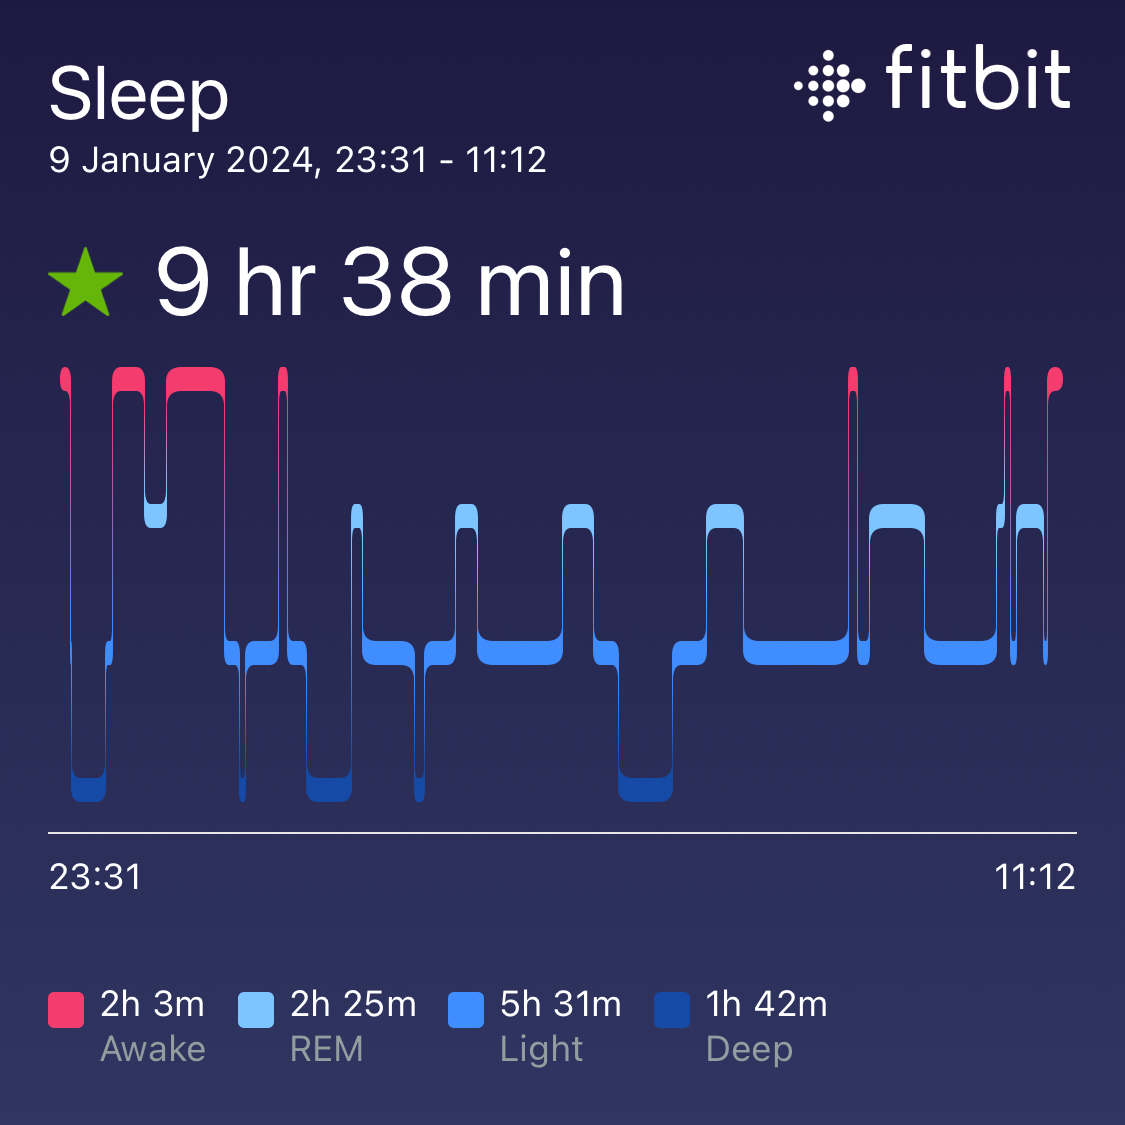 Sleep
fitbit
9 January 2024, 23:31 - 11:12
9 hr 38 min
23:31
11:12
2h 3m
Awake
2h 25m
REM
5h 31m
Light
1h 42m
Deep